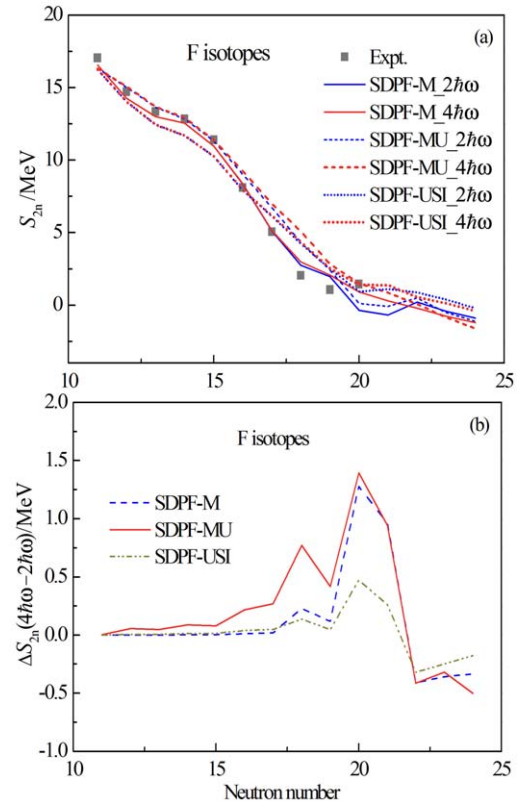 (a)
F isotopes
Expt.
SDPF-M_2ħω
SDPF-M_4ħω
SDPF-MU_2ħω
SDPF-MU_4ħω
SDPF-USI_2ħω
SDPF-USI_4ħω
S2n/MeV
20
15
10
5
0
10 15 20 25
(b)
F isotopes
SDPF-M
SDPF-MU
SDPF-USI
ΔS2n(4ħω−2ħω)/MeV
2.0
1.5
1.0
0.5
0.0
-0.5
-1.0
10 15 20 25
Neutron number